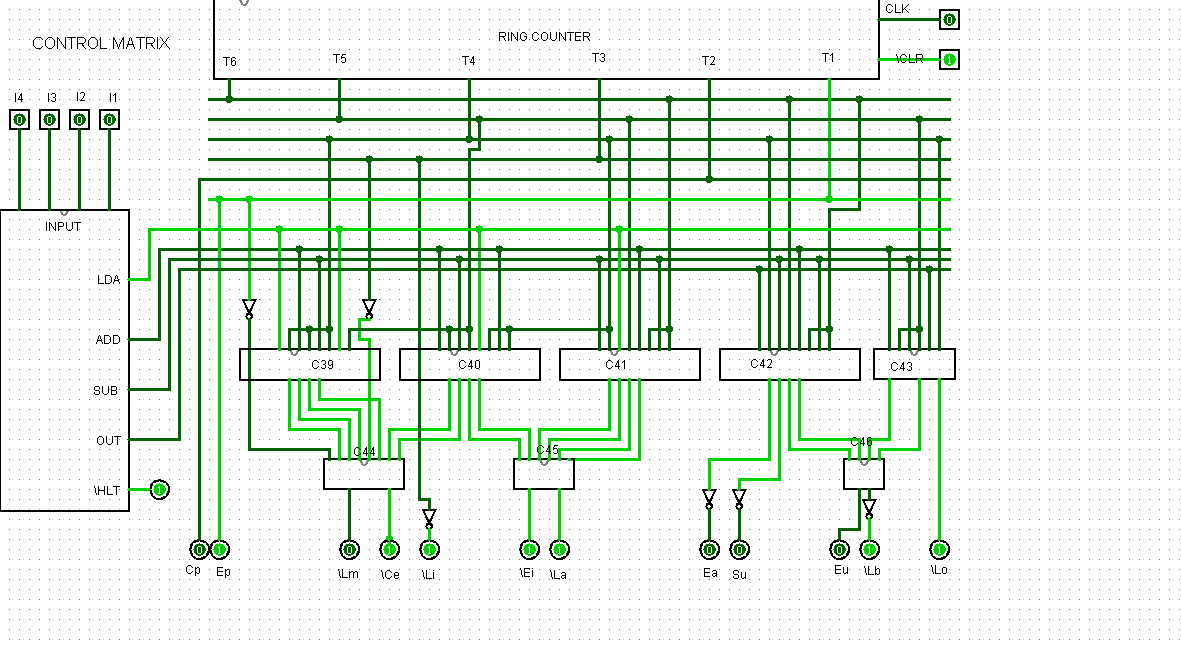 CLK
RING COUNTER
CONTROL MATRIX
T6 T5 T4 T3 T2 T1 \CLR
0
1
I4 I3 I2 I1
0 0 0 0
INPUT
LDA
ADD
SUB
OUT
\HLT 1
C39 C40 C41 C42 C43
C44 C45 C46
0 1 0 1 1 1 1 0 0 0 1 1
Cp Ep \Lm \Ce \Li \Ei \La Ea Su Eu \Lb \Lo